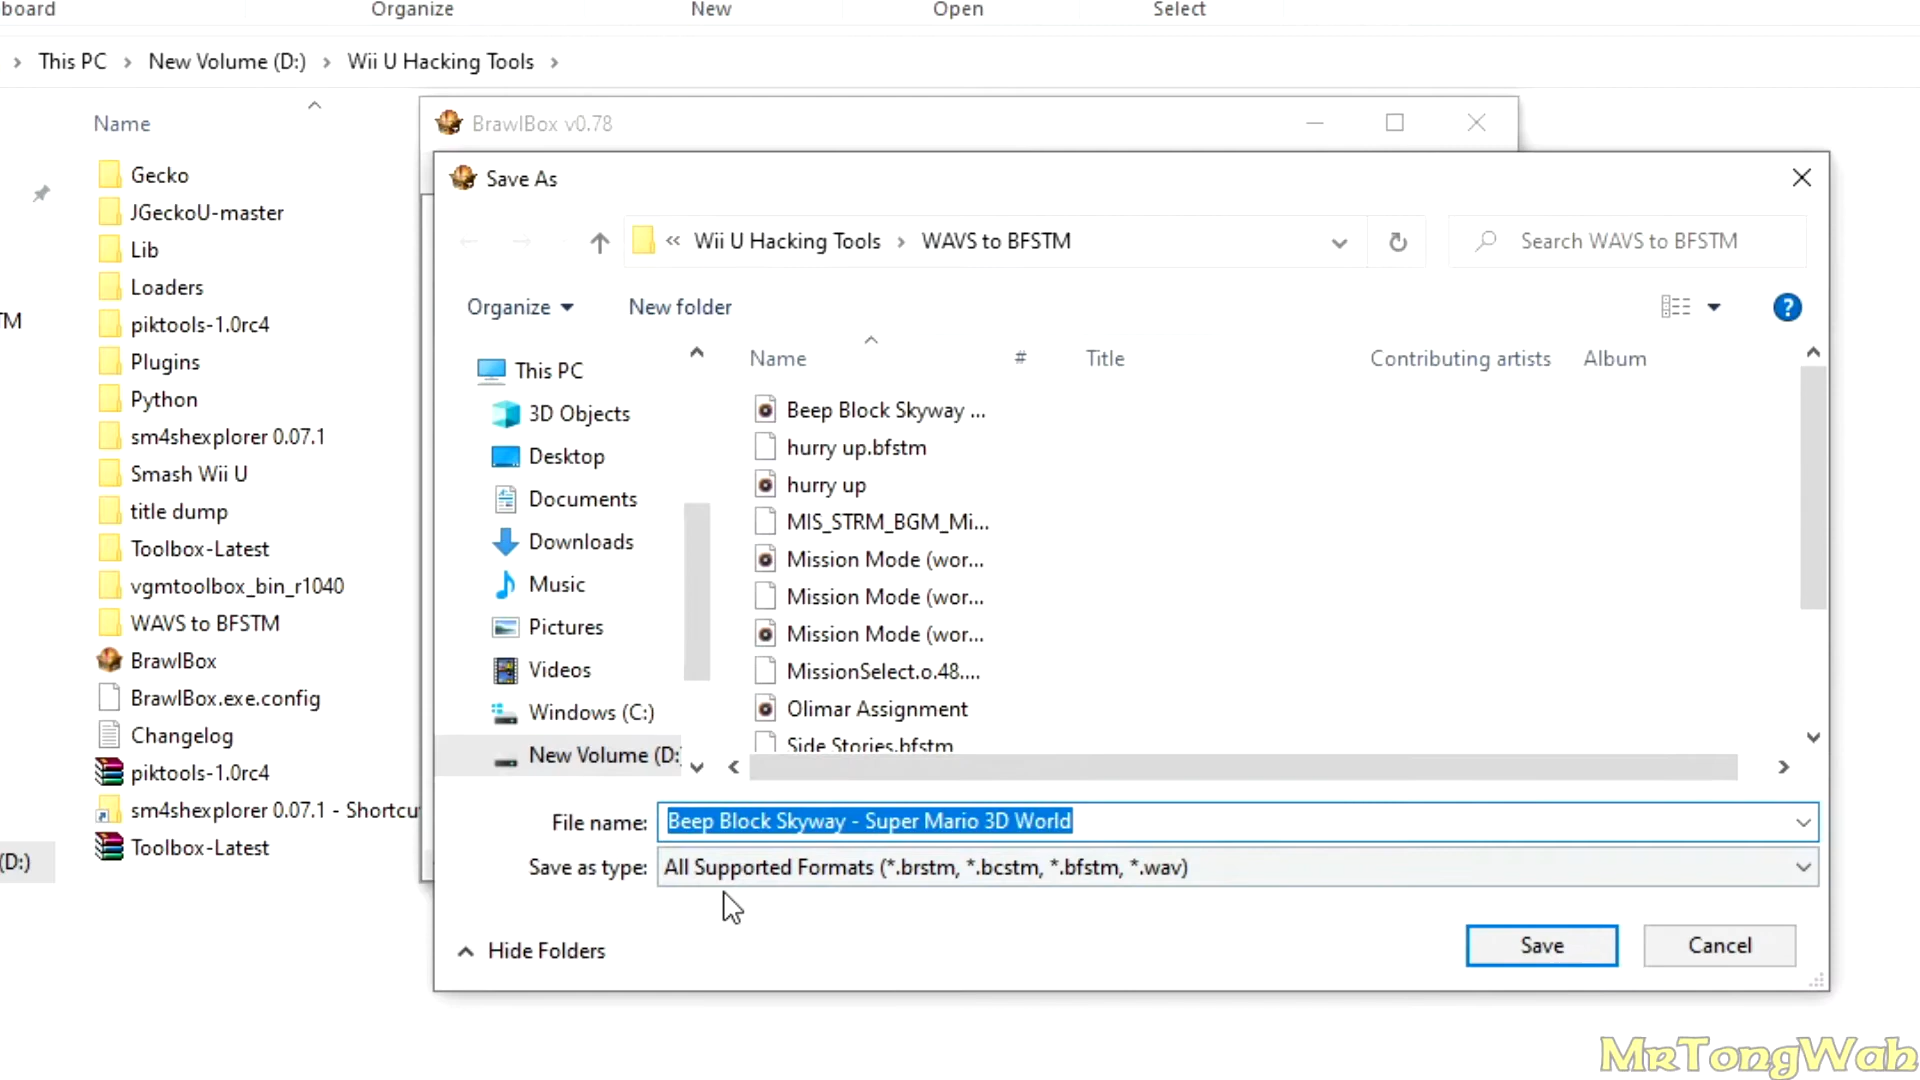 board
Organize
New
Open
Select
This PC
New Volume (D:)
Wii U Hacking Tools
Name
Gecko
JGeckoU-master
Lib
Loaders
piktools-1.0rc4
Plugins
Python
sm4shexplorer 0.07.1
Smash Wii U
title dump
Toolbox-Latest
vgmtoolbox_bin_r1040
WAVS to BFSTM
BrawlBox
BrawlBox.exe.config
Changelog
piktools-1.0rc4
sm4shexplorer 0.07.1 - Shortcu
Toolbox-Latest
TM
(D:)
BrawlBox v0.78
Save As
« Wii U Hacking Tools › WAVS to BFSTM
Search WAVS to BFSTM
Organize
New folder
?
This PC
3D Objects
Desktop
Documents
Downloads
Music
Pictures
Videos
Windows (C:)
New Volume (D:
Name
#
Title
Contributing artists
Album
Beep Block Skyway ...
hurry up.bfstm
hurry up
MIS_STRM_BGM_Mi...
Mission Mode (wor...
Mission Mode (wor...
Mission Mode (wor...
MissionSelect.o.48....
Olimar Assignment
Side Stories.bfstm
File name: Beep Block Skyway - Super Mario 3D World
Save as type: All Supported Formats (*.brstm, *.bcstm, *.bfstm, *.wav)
Hide Folders
Save
Cancel
MrTongWah